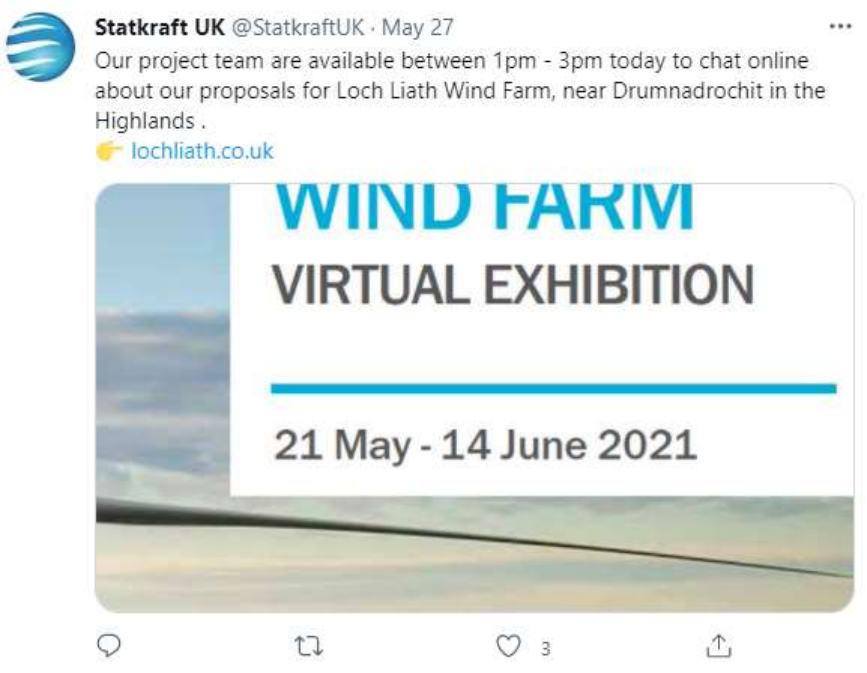 Statkraft UK @StatkraftUK · May 27
Our project team are available between 1pm - 3pm today to chat online
about our proposals for Loch Liath Wind Farm, near Drumnadrochit in the
Highlands .
👉 lochliath.co.uk
WIND FARM
VIRTUAL EXHIBITION
21 May - 14 June 2021
3